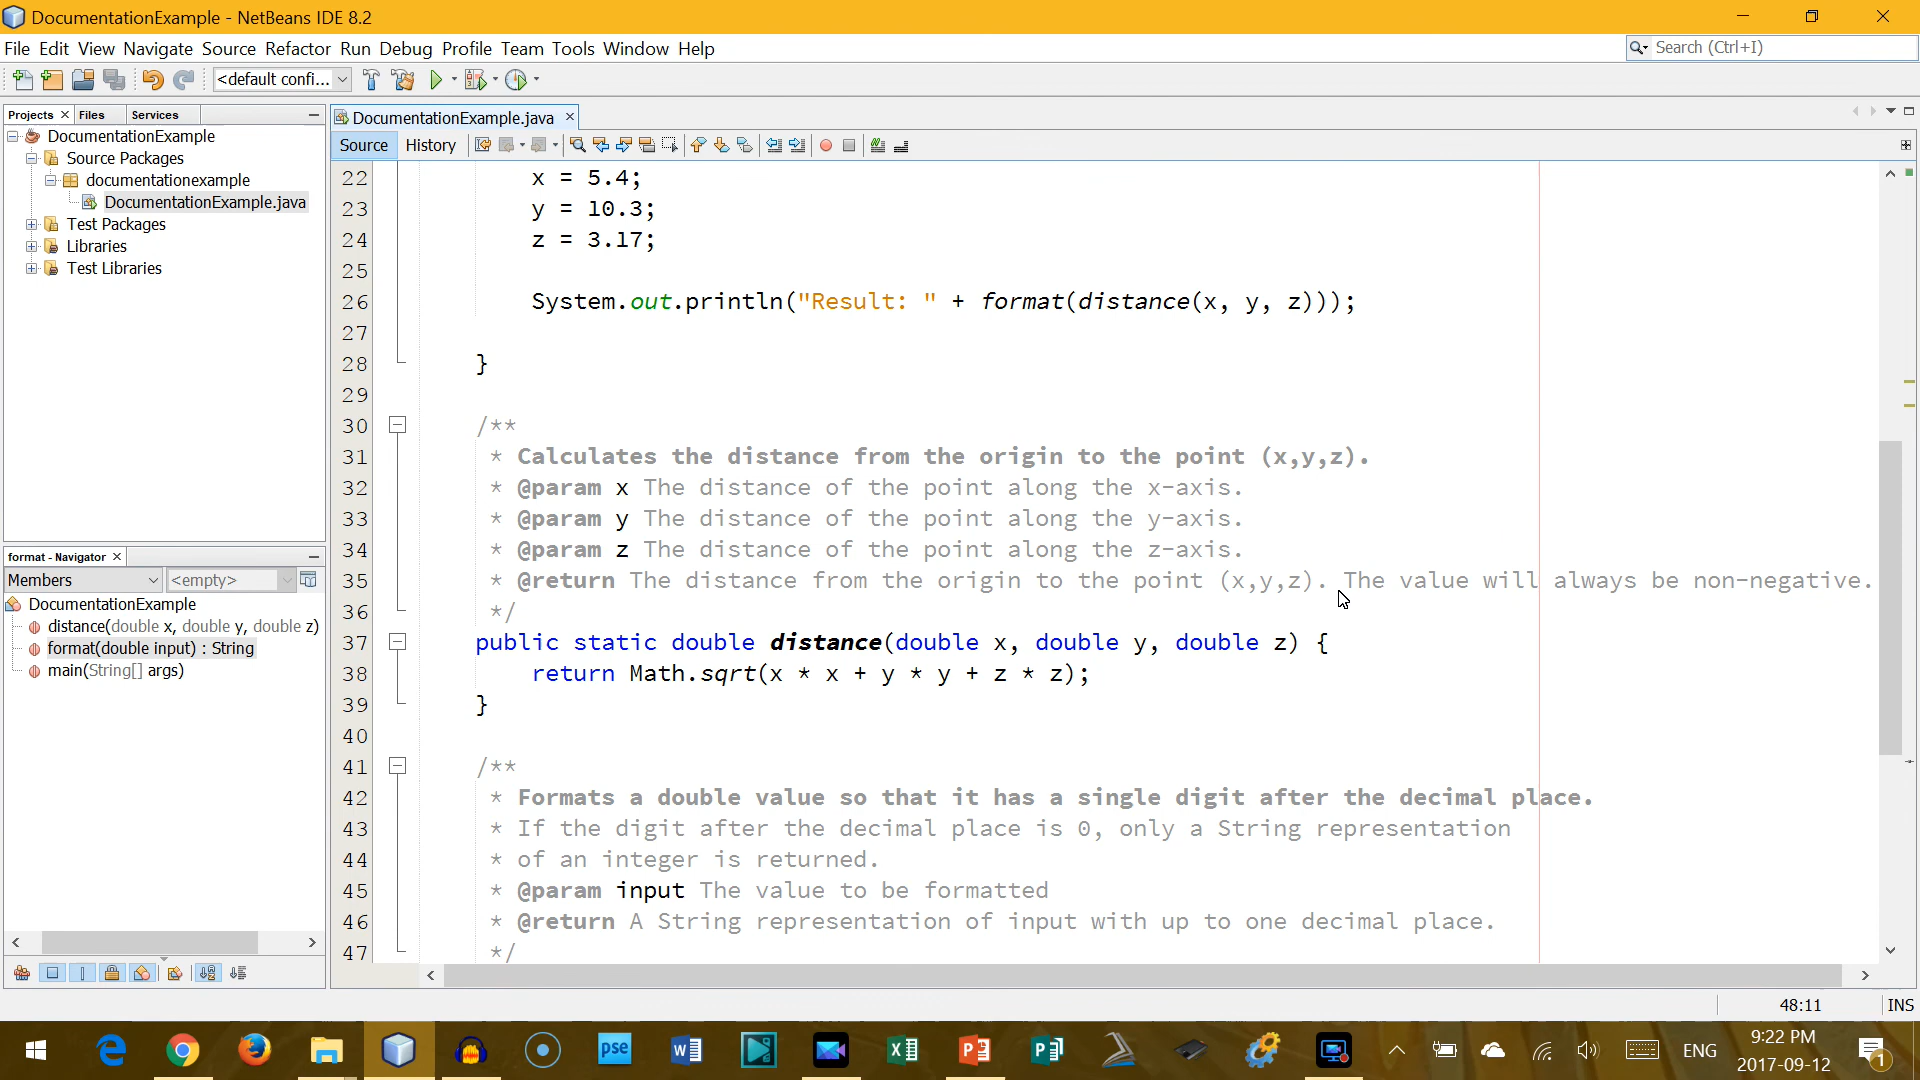 DocumentationExample - NetBeans IDE 8.2
File Edit View Navigate Source Refactor Run Debug Profile Team Tools Window Help
Search (Ctrl+I)
<default confi...
Projects Files Services
DocumentationExample
Source Packages
documentationexample
DocumentationExample.java
Test Packages
Libraries
Test Libraries
format - Navigator
Members <empty>
DocumentationExample
distance(double x, double y, double z)
format(double input) : String
main(String[] args)
DocumentationExample.java
Source History
22 x = 5.4;
23 y = 10.3;
24 z = 3.17;
25
26 System.out.println("Result: " + format(distance(x, y, z)));
27
28 }
29
30 /**
31 * Calculates the distance from the origin to the point (x,y,z).
32 * @param x The distance of the point along the x-axis.
33 * @param y The distance of the point along the y-axis.
34 * @param z The distance of the point along the z-axis.
35 * @return The distance from the origin to the point (x,y,z). The value will always be non-negative.
36 */
37 public static double distance(double x, double y, double z) {
38 return Math.sqrt(x * x + y * y + z * z);
39 }
40
41 /**
42 * Formats a double value so that it has a single digit after the decimal place.
43 * If the digit after the decimal place is 0, only a String representation
44 * of an integer is returned.
45 * @param input The value to be formatted
46 * @return A String representation of input with up to one decimal place.
47 */
48:11 INS
pse
ENG
9:22 PM
2017-09-12
1